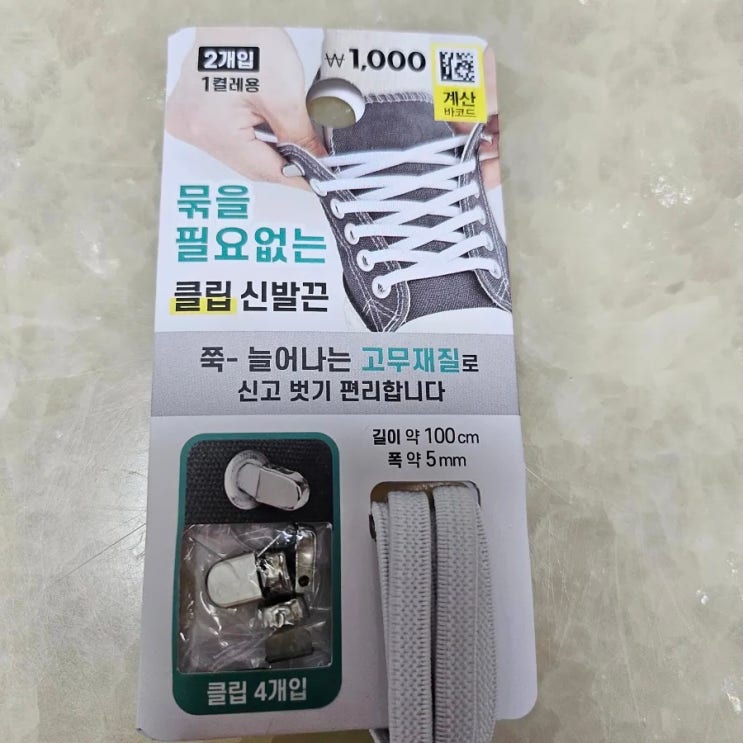 2개입
1켤레용
₩1,000
계산
바코드
묶을
필요없는
클립 신발끈
쭉- 늘어나는 고무재질로
신고 벗기 편리합니다
길이 약 100cm
폭 약 5mm
클립 4개입